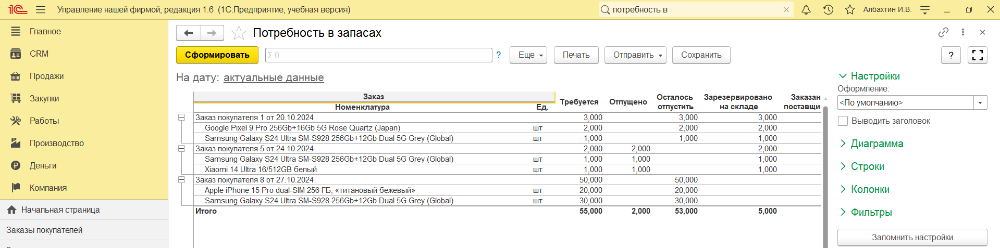 1С Управление нашей фирмой, редакция 1.6 (1С:Предприятие, учебная версия) потребность в Албахтин И.В.
Главное
CRM
Продажи
Закупки
Работы
Производство
Деньги
Компания
Начальная страница
Заказы покупателей
Потребность в запасах
Сформировать Σ 0 ? Еще Печать Отправить Сохранить ?
На дату: актуальные данные
Заказ Требуется Отпущено Осталось отпустить Зарезервировано на складе Заказано поставщик
Номенклатура Ед.
Заказ покупателя 1 от 20.10.2024 3,000 3,000 3,000
Google Pixel 9 Pro 256Gb+16Gb 5G Rose Quartz (Japan) шт 2,000 2,000 2,000
Samsung Galaxy S24 Ultra SM-S928 256Gb+12Gb Dual 5G Grey (Global) шт 1,000 1,000 1,000
Заказ покупателя 5 от 24.10.2024 2,000 2,000 2,000
Samsung Galaxy S24 Ultra SM-S928 256Gb+12Gb Dual 5G Grey (Global) шт 1,000 1,000 1,000
Xiaomi 14 Ultra 16/512GB белый шт 1,000 1,000 1,000
Заказ покупателя 8 от 27.10.2024 50,000 50,000
Apple iPhone 15 Pro dual-SIM 256 ГБ, «титановый бежевый» шт 20,000 20,000
Samsung Galaxy S24 Ultra SM-S928 256Gb+12Gb Dual 5G Grey (Global) шт 30,000 30,000
Итого 55,000 2,000 53,000 5,000
Настройки
Оформление:
<По умолчанию>
Выводить заголовок
Диаграмма
Строки
Колонки
Фильтры
Запомнить настройки